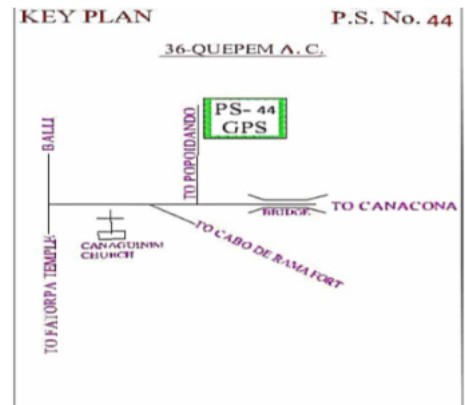 KEY PLAN
P.S. No. 44
36-QUEPEM A. C.
PS- 44
GPS
BALLI
TO POPOIDANDO
BRIDGE
TO CANACONA
CANAGUINIM
CHURCH
TO CABO DE RAMA FORT
TO FATORPA TEMPLE